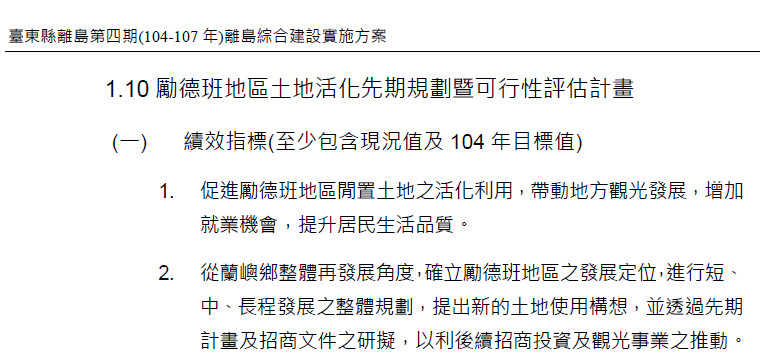 臺東縣離島第四期(104-107 年)離島綜合建設實施方案
1.10 勵德班地區土地活化先期規劃暨可行性評估計畫
(一) 績效指標(至少包含現況值及 104 年目標值)
1. 促進勵德班地區閒置土地之活化利用，帶動地方觀光發展，增加
就業機會，提升居民生活品質。
2. 從蘭嶼鄉整體再發展角度，確立勵德班地區之發展定位，進行短、
中、長程發展之整體規劃，提出新的土地使用構想，並透過先期
計畫及招商文件之研擬，以利後續招商投資及觀光事業之推動。